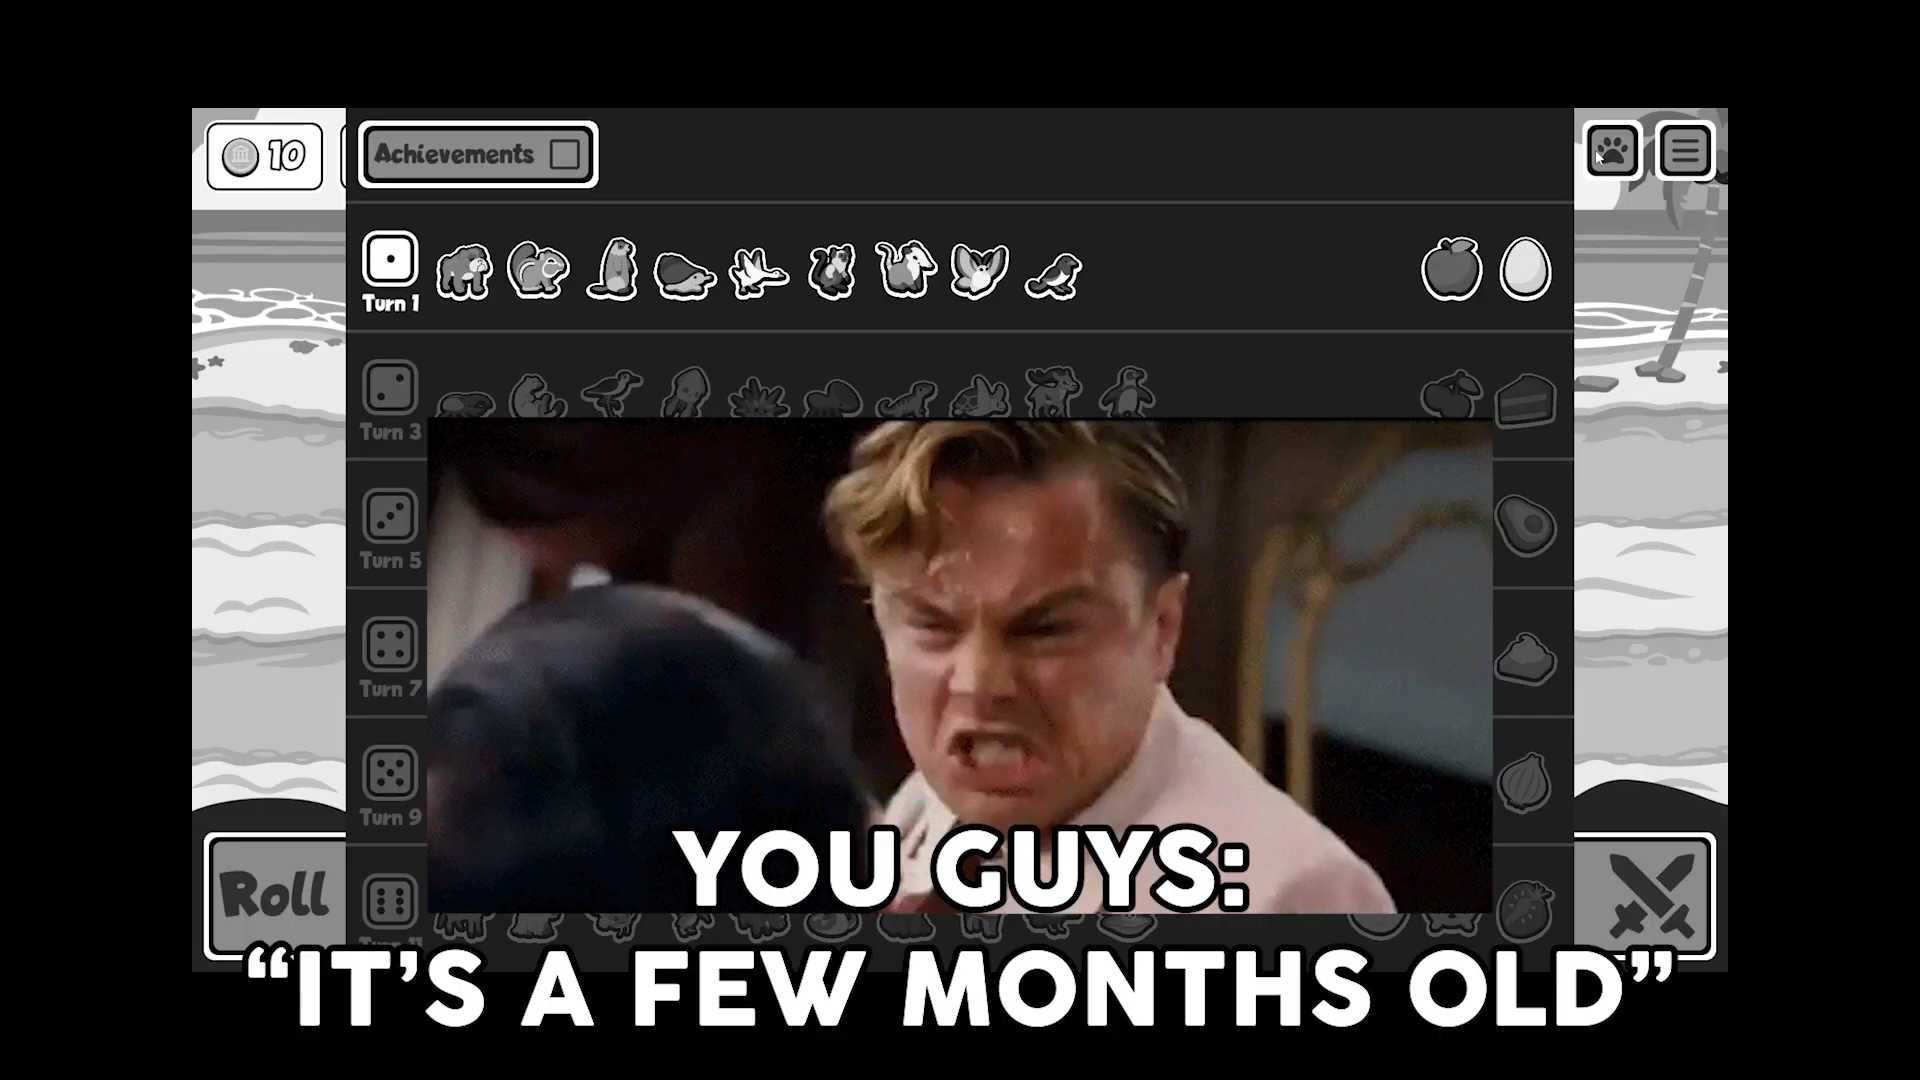 10
Achievements
Turn 1
Turn 3
Turn 5
Turn 7
Turn 9
Roll
YOU GUYS:
“IT’S A FEW MONTHS OLD”